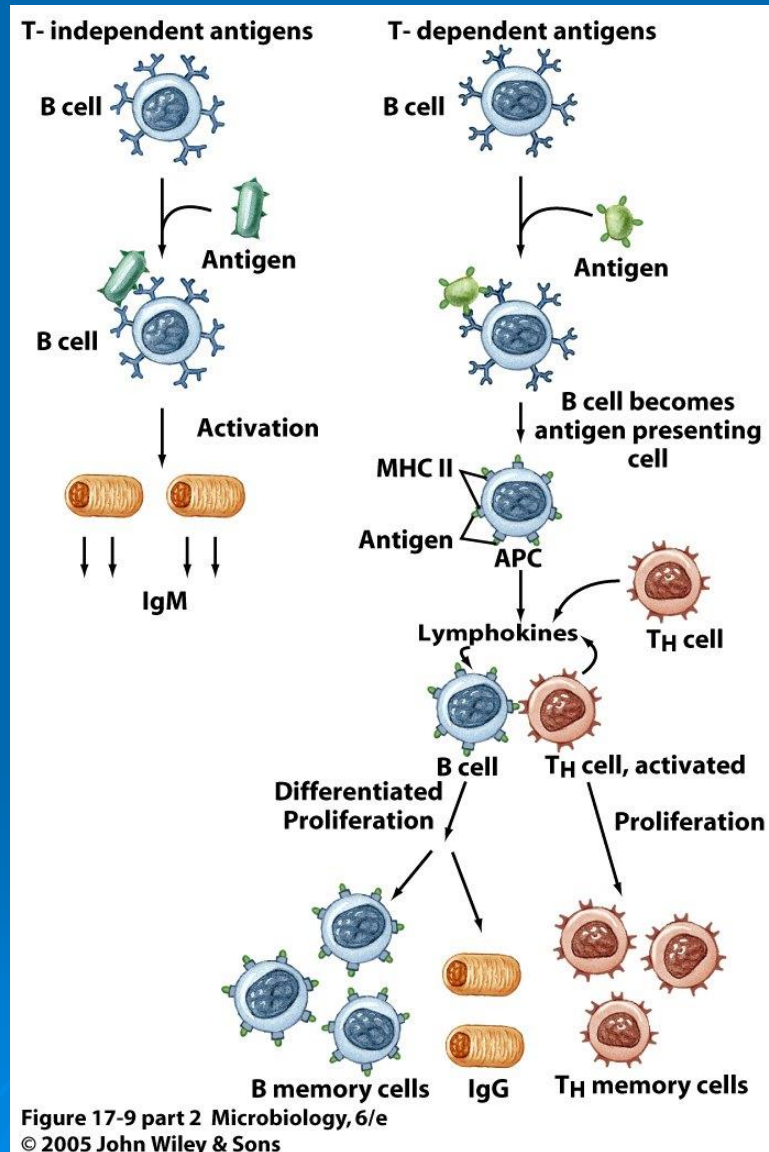 T- independent antigens
B cell
Antigen
B cell
Activation
IgM
T- dependent antigens
B cell
Antigen
B cell becomes
antigen presenting
cell
MHC II
Antigen
APC
Lymphokines
TH cell
B cell
TH cell, activated
Differentiated
Proliferation
Proliferation
B memory cells
IgG
TH memory cells
Figure 17-9 part 2 Microbiology, 6/e
© 2005 John Wiley & Sons